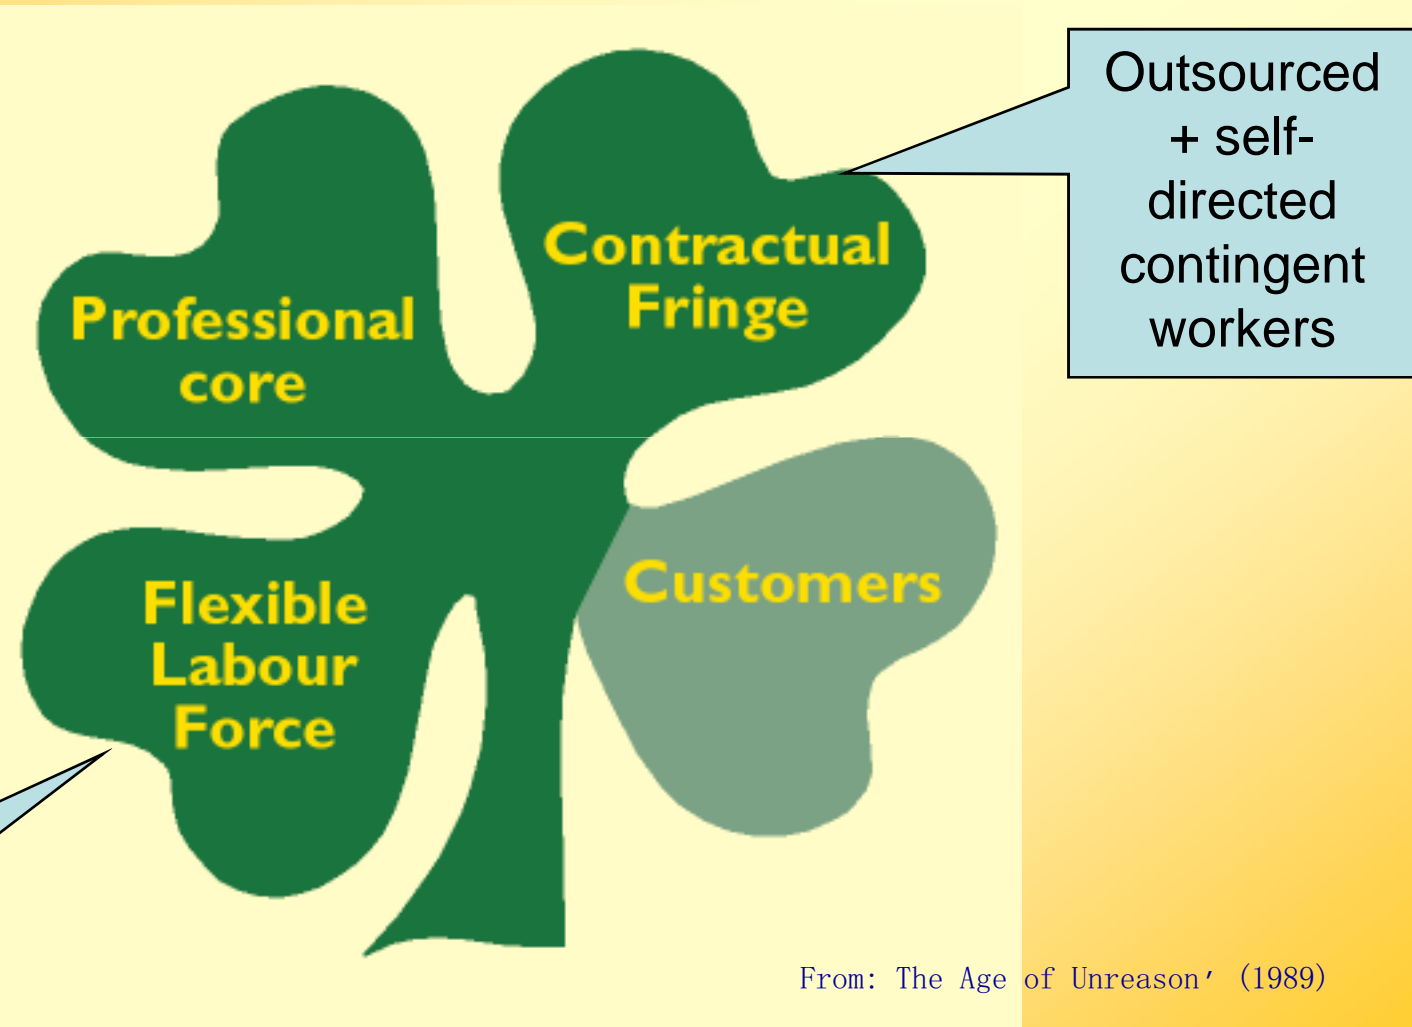 Outsourced
+ self-
directed
contingent
workers
Contractual
Fringe
Professional
core
Flexible
Labour
Force
Customers
From: The Age of Unreason’ (1989)